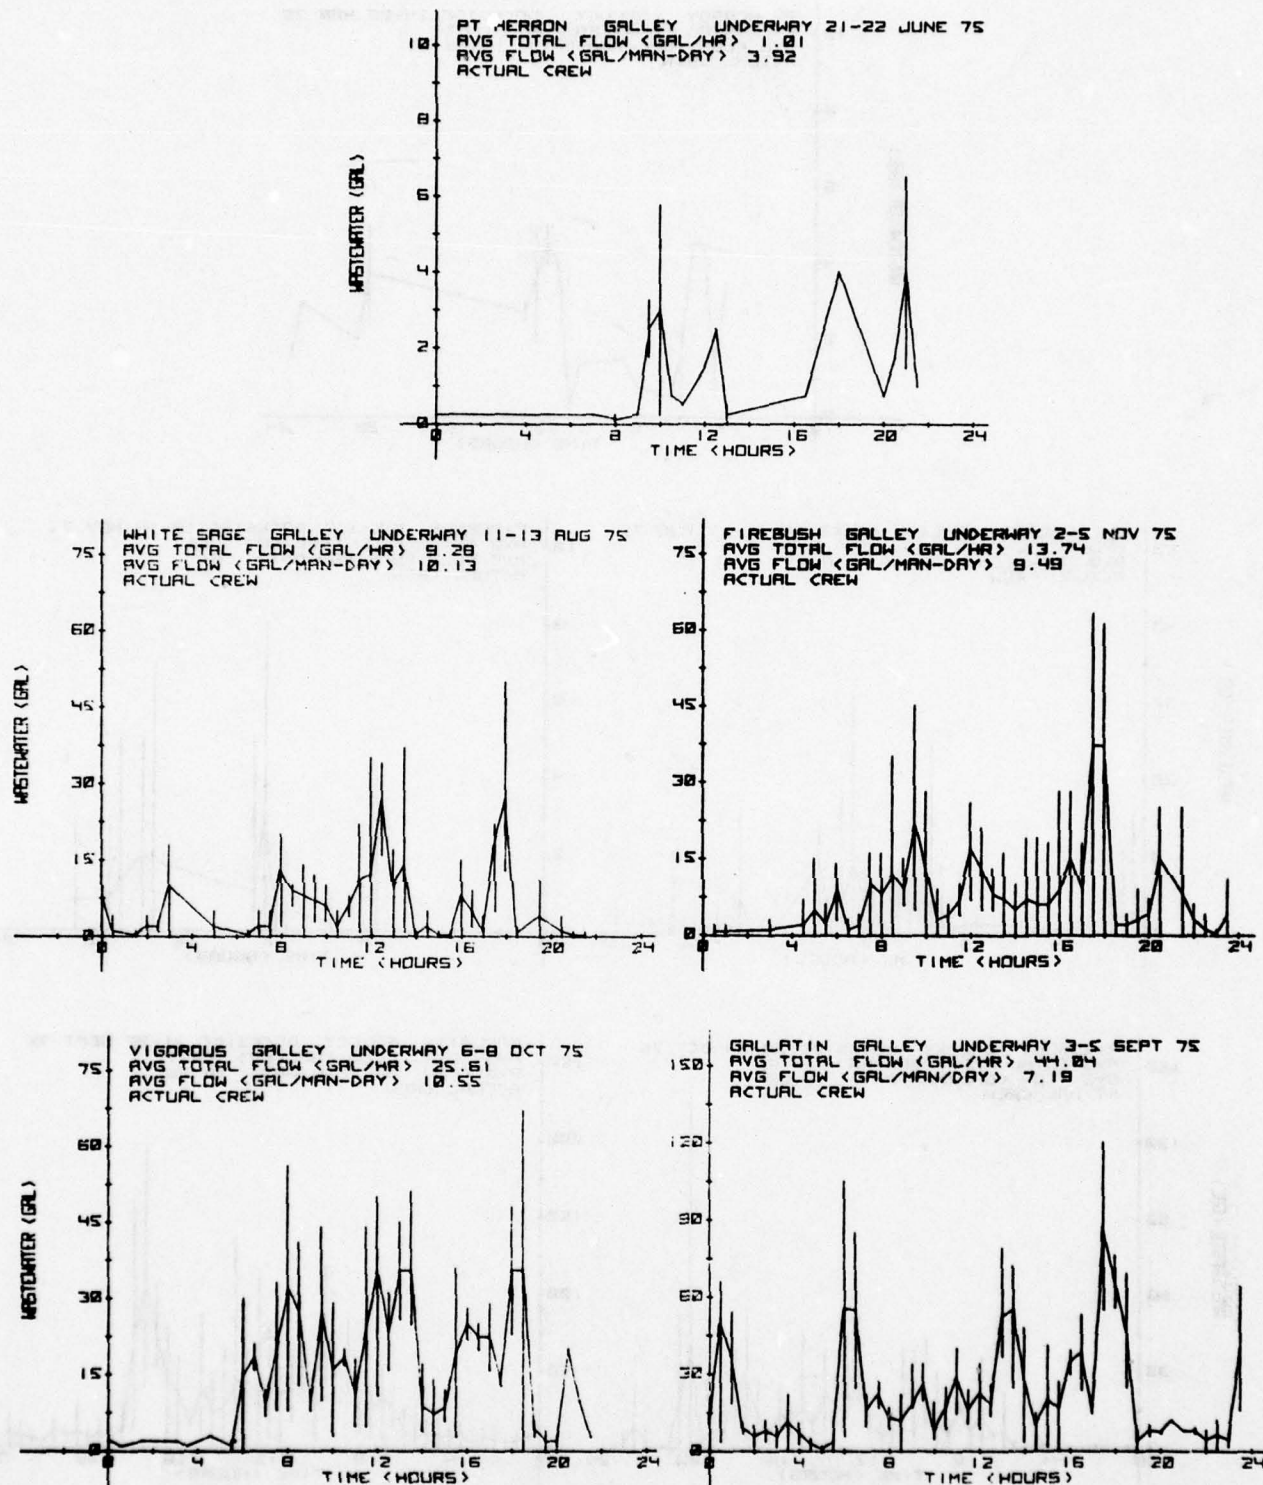 PT HERRON GALLEY UNDERWAY 21-22 JUNE 75
AVG TOTAL FLOW <GAL/HR> 1.01
AVG FLOW <GAL/MAN-DAY> 3.92
ACTUAL CREW
10
8
6
4
2
0
WASTEWATER <GAL>
0 4 8 12 16 20 24
TIME <HOURS>
WHITE SAGE GALLEY UNDERWAY 11-13 AUG 75
AVG TOTAL FLOW <GAL/HR> 9.28
AVG FLOW <GAL/MAN-DAY> 10.13
ACTUAL CREW
75
60
45
30
15
0
WASTEWATER <GAL>
0 4 8 12 16 20 24
TIME <HOURS>
FIREBUSH GALLEY UNDERWAY 2-5 NOV 75
AVG TOTAL FLOW <GAL/HR> 13.74
AVG FLOW <GAL/MAN-DAY> 9.49
ACTUAL CREW
75
60
45
30
15
0
0 4 8 12 16 20 24
TIME <HOURS>
VIGOROUS GALLEY UNDERWAY 6-8 OCT 75
AVG TOTAL FLOW <GAL/HR> 25.61
AVG FLOW <GAL/MAN-DAY> 10.55
ACTUAL CREW
75
60
45
30
15
0
WASTEWATER <GAL>
0 4 8 12 16 20 24
TIME <HOURS>
GALLATIN GALLEY UNDERWAY 3-5 SEPT 75
AVG TOTAL FLOW <GAL/HR> 44.04
AVG FLOW <GAL/MAN/DAY> 7.19
ACTUAL CREW
150
120
90
60
30
0
0 4 8 12 16 20 24
TIME <HOURS>